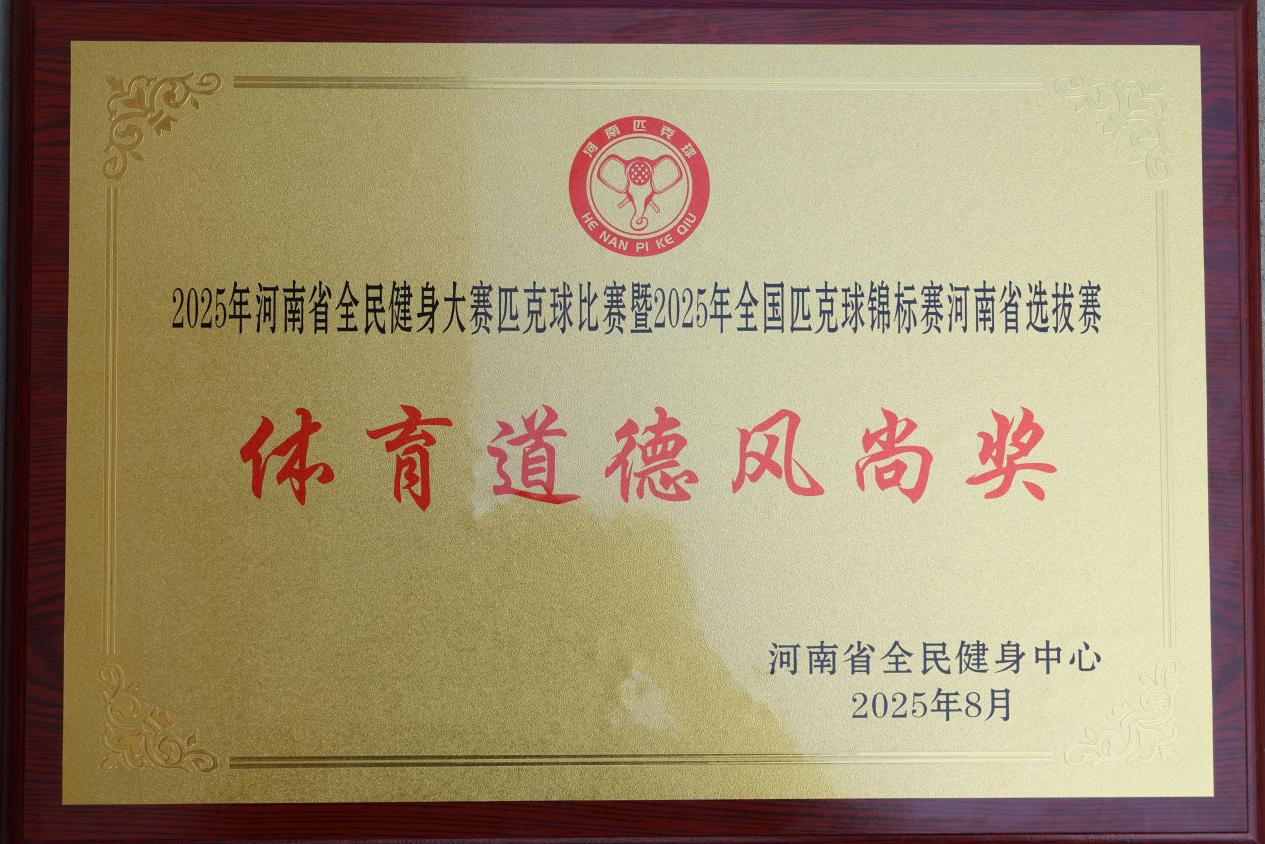 河南匹克球
HE NAN PI KE QIU
2025年河南省全民健身大赛匹克球比赛暨2025年全国匹克球锦标赛河南省选拔赛
体育道德风尚奖
河南省全民健身中心
2025年8月